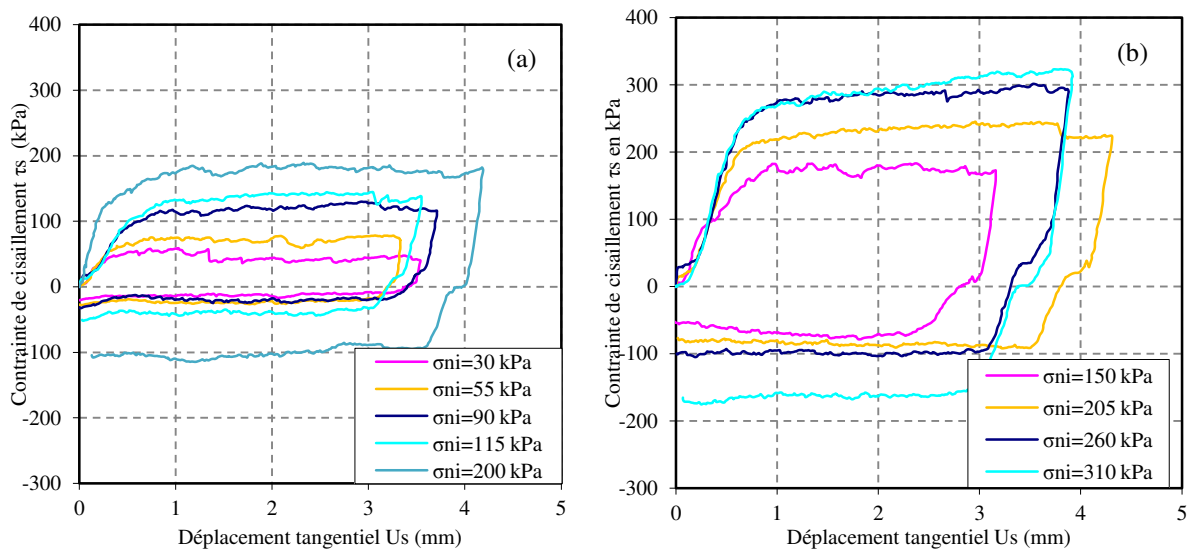 400
300
200
100
0
-100
-200
-300
0
1
2
3
4
5
Contrainte de cisaillement τs (kPa)
Déplacement tangentiel Us (mm)
(a)
σni=30 kPa
σni=55 kPa
σni=90 kPa
σni=115 kPa
σni=200 kPa
400
300
200
100
0
-100
-200
-300
0
1
2
3
4
5
Contrainte de cisaillement τs en kPa
Déplacement tangentiel Us (mm)
(b)
σni=150 kPa
σni=205 kPa
σni=260 kPa
σni=310 kPa